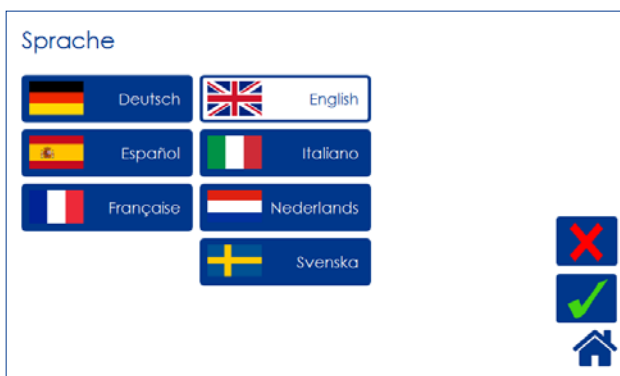 Sprache
Deutsch
English
Español
Italiano
Française
Nederlands
Svenska